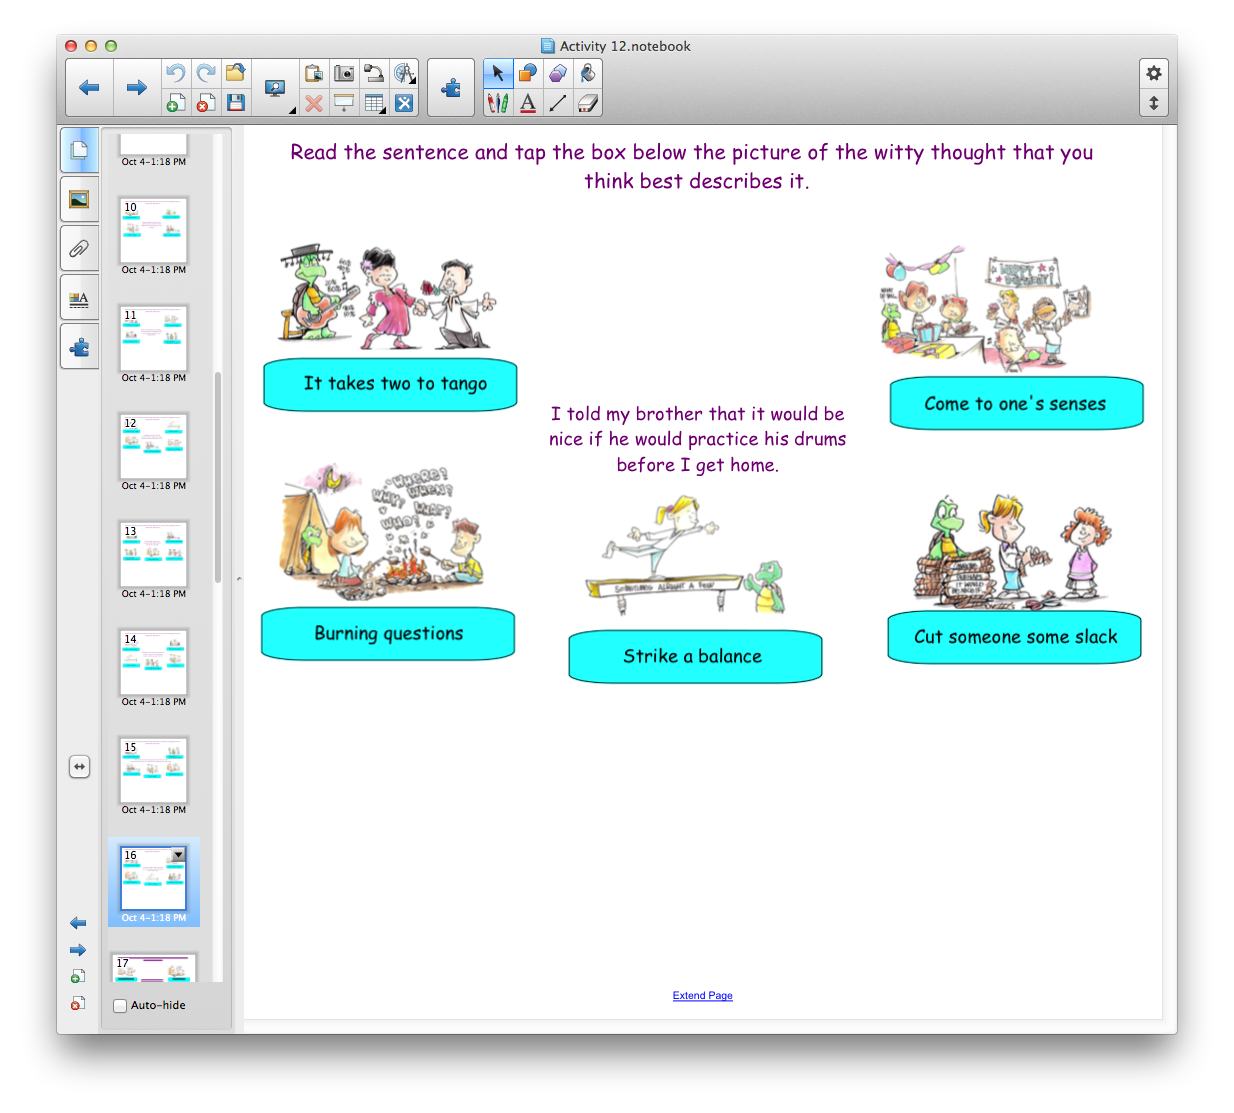 Activity 12.notebook
Oct 4-1:18 PM
10
Oct 4-1:18 PM
11
Oct 4-1:18 PM
12
Oct 4-1:18 PM
13
Oct 4-1:18 PM
14
Oct 4-1:18 PM
15
Oct 4-1:18 PM
16
Oct 4-1:18 PM
17
Auto-hide
Read the sentence and tap the box below the picture of the witty thought that you
think best describes it.
It takes two to tango
Come to one's senses
I told my brother that it would be
nice if he would practice his drums
before I get home.
WHERE?
WHY? WHEN?
WHAT?
WHO?
Burning questions
Strike a balance
Cut someone some slack
Extend Page